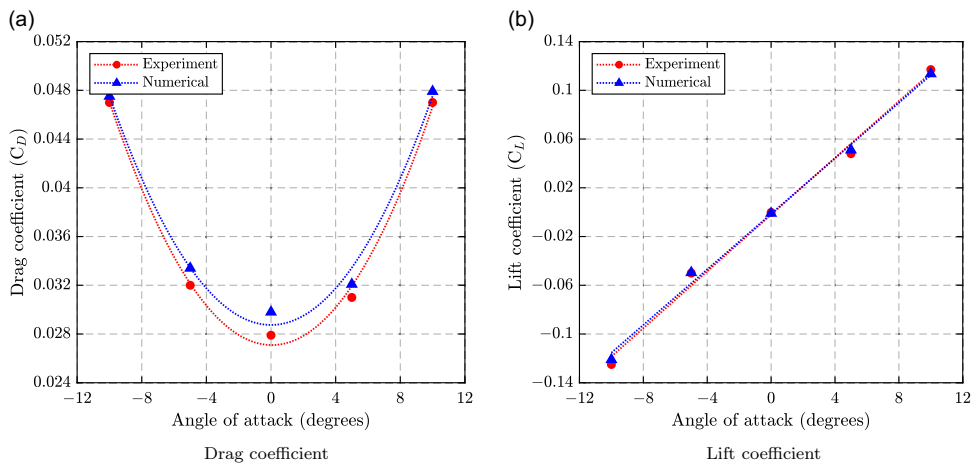 (a)
0.052
0.048
0.044
0.04
0.036
0.032
0.028
0.024
Drag coefficient (C_D)
Experiment
Numerical
−12 −8 −4 0 4 8 12
Angle of attack (degrees)
Drag coefficient
(b)
0.14
0.1
0.06
0.02
−0.02
−0.06
−0.1
−0.14
Lift coefficient (C_L)
Experiment
Numerical
−12 −8 −4 0 4 8 12
Angle of attack (degrees)
Lift coefficient